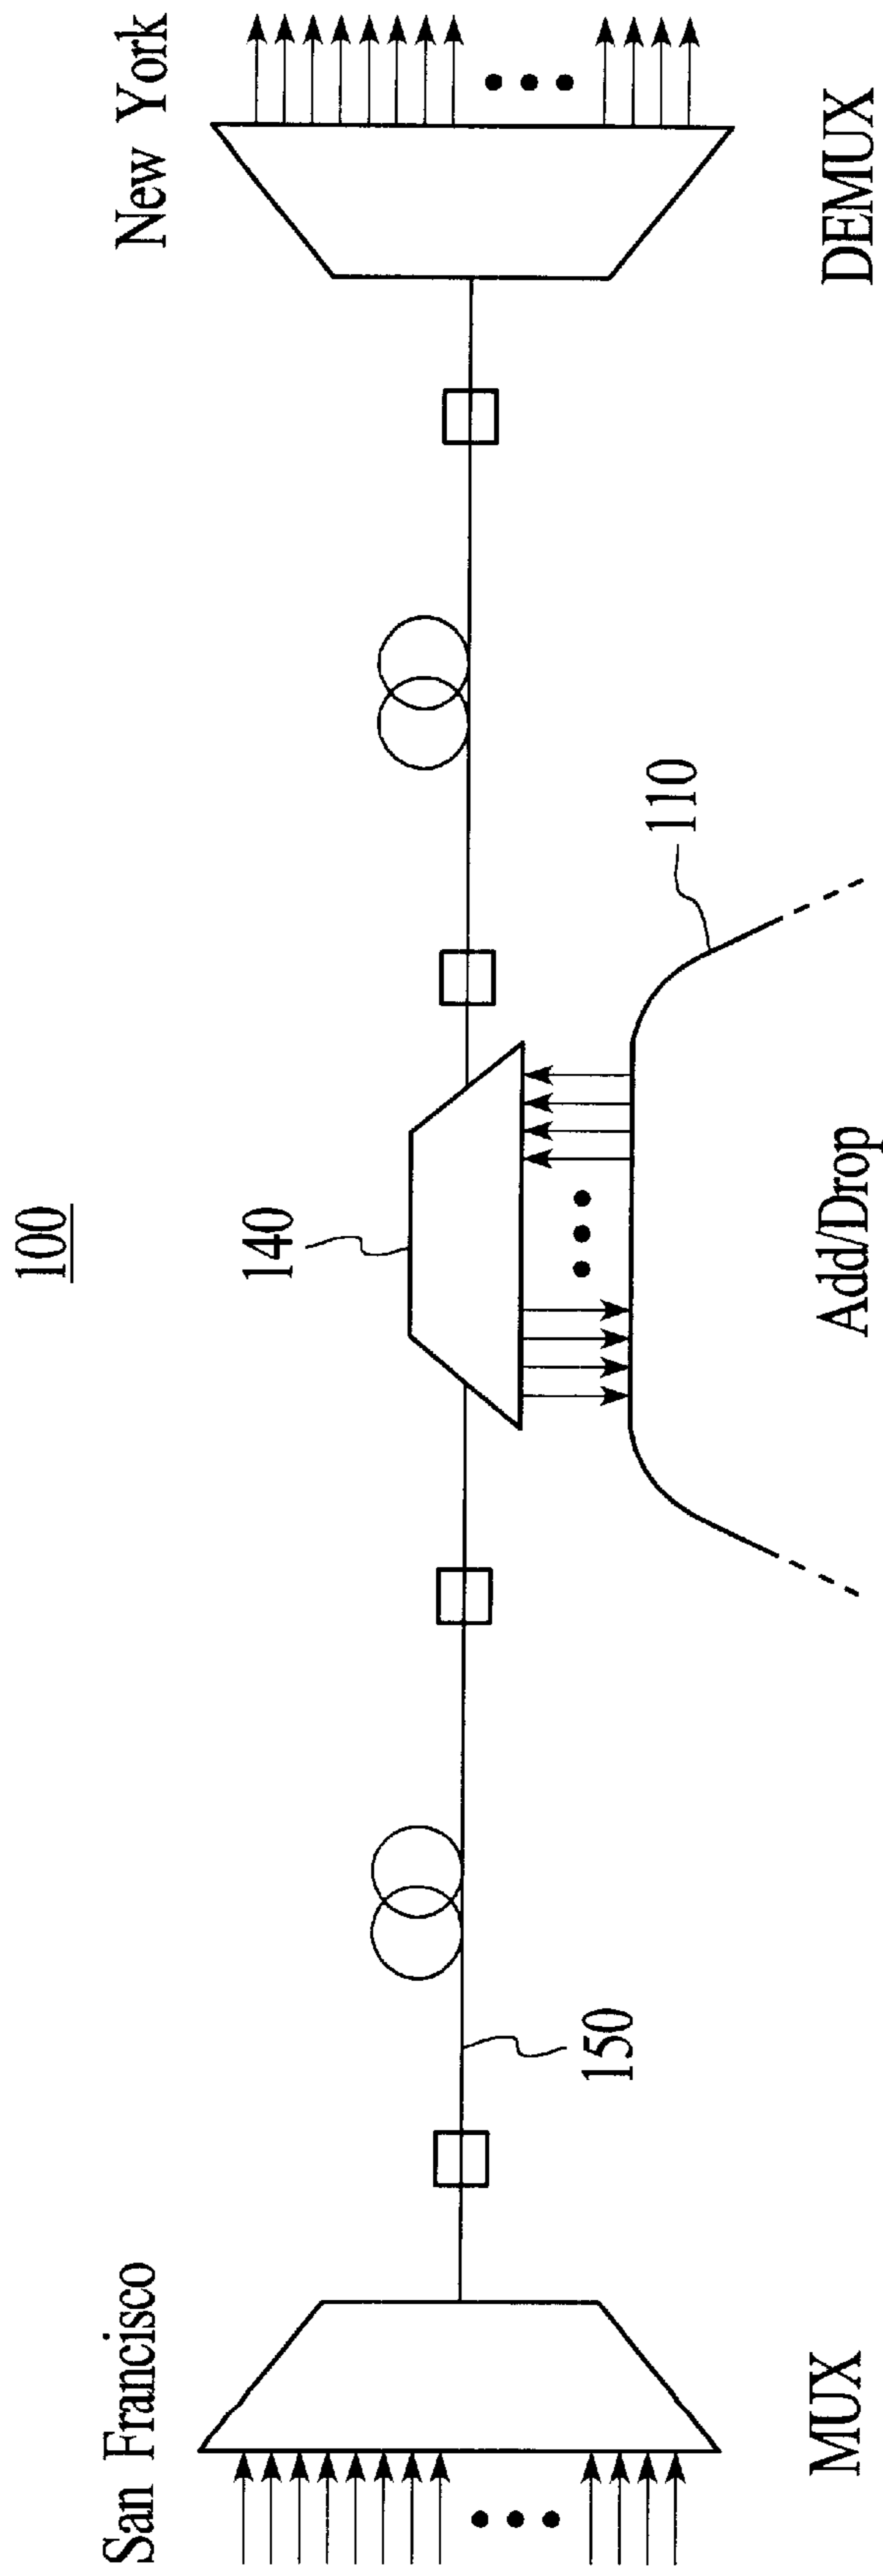 100
San Francisco
New York
140
150
110
MUX
Add/Drop
DEMUX